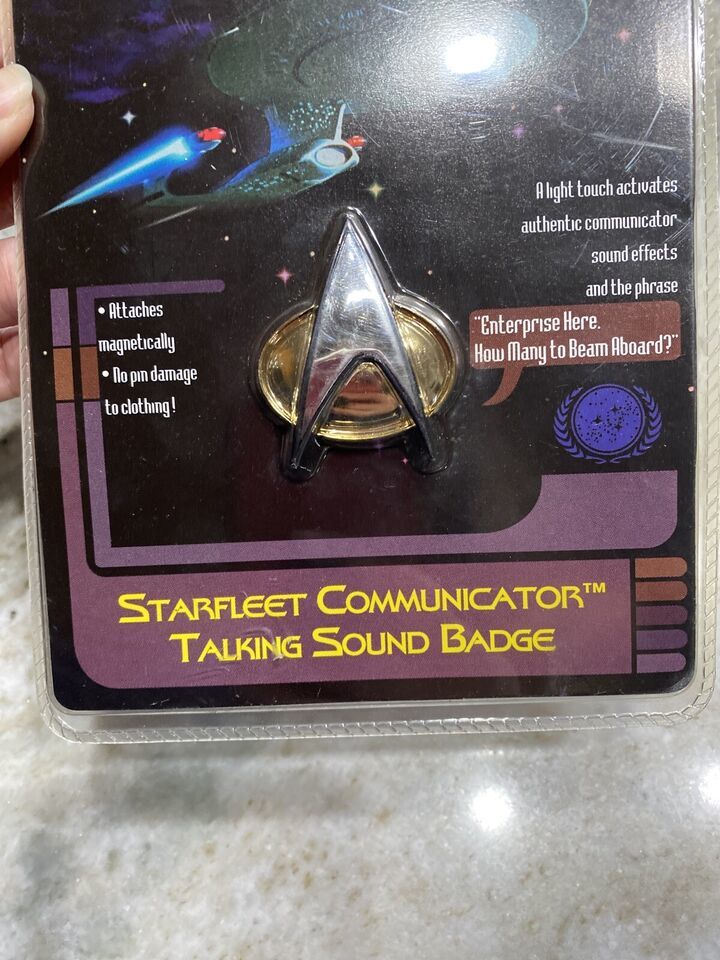 A light touch activates
authentic communicator
sound effects
and the phrase
"Enterprise Here.
How Many to Beam Aboard?"
• Attaches
magnetically
• No pin damage
to clothing!
STARFLEET COMMUNICATOR™
TALKING SOUND BADGE